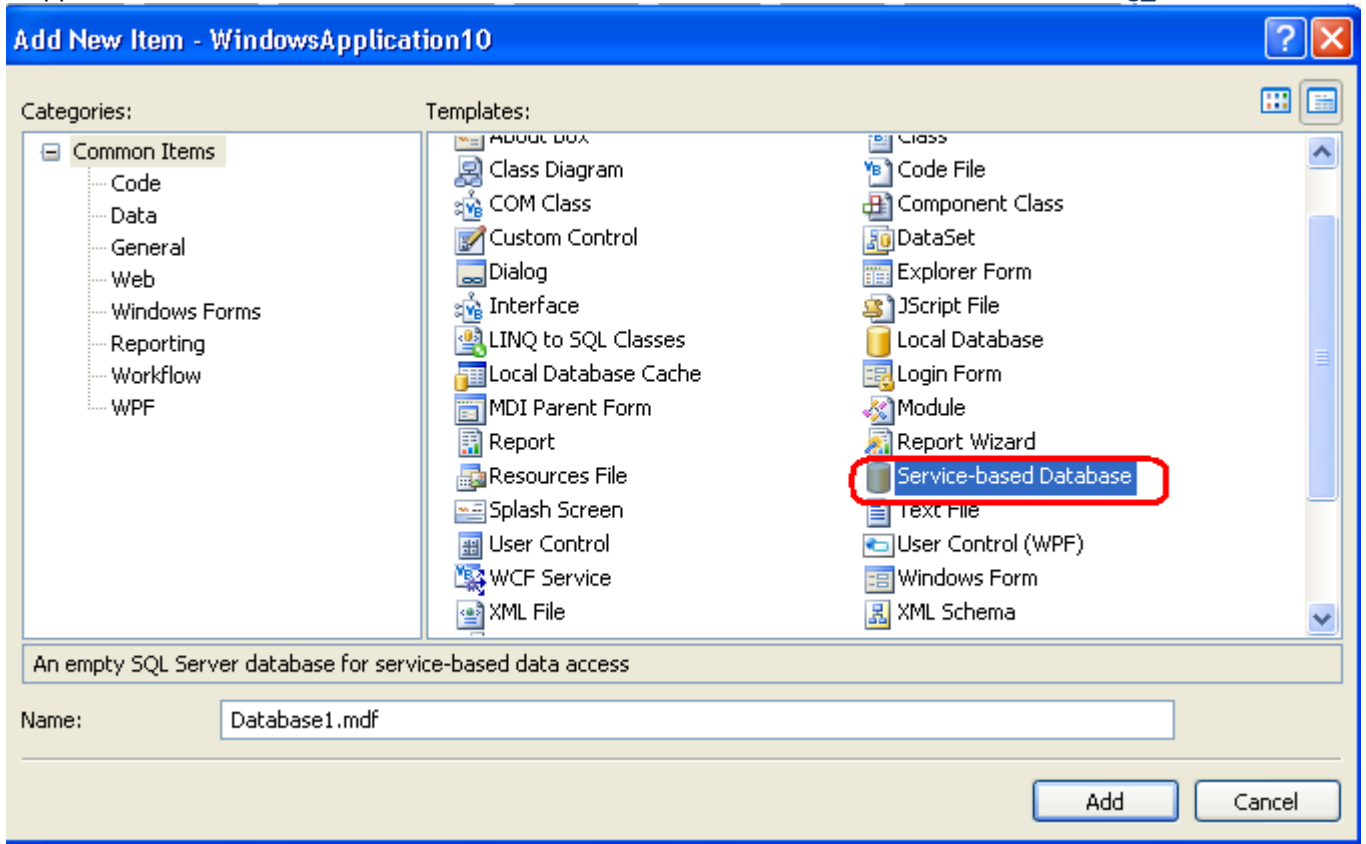 Add New Item - WindowsApplication10
Categories:
Templates:
Common Items
Code
Data
General
Web
Windows Forms
Reporting
Workflow
WPF
About Box
Class
Class Diagram
Code File
COM Class
Component Class
Custom Control
DataSet
Dialog
Explorer Form
Interface
JScript File
LINQ to SQL Classes
Local Database
Local Database Cache
Login Form
MDI Parent Form
Module
Report
Report Wizard
Resources File
Service-based Database
Splash Screen
Text File
User Control
User Control (WPF)
WCF Service
Windows Form
XML File
XML Schema
An empty SQL Server database for service-based data access
Name:
Database1.mdf
Add
Cancel